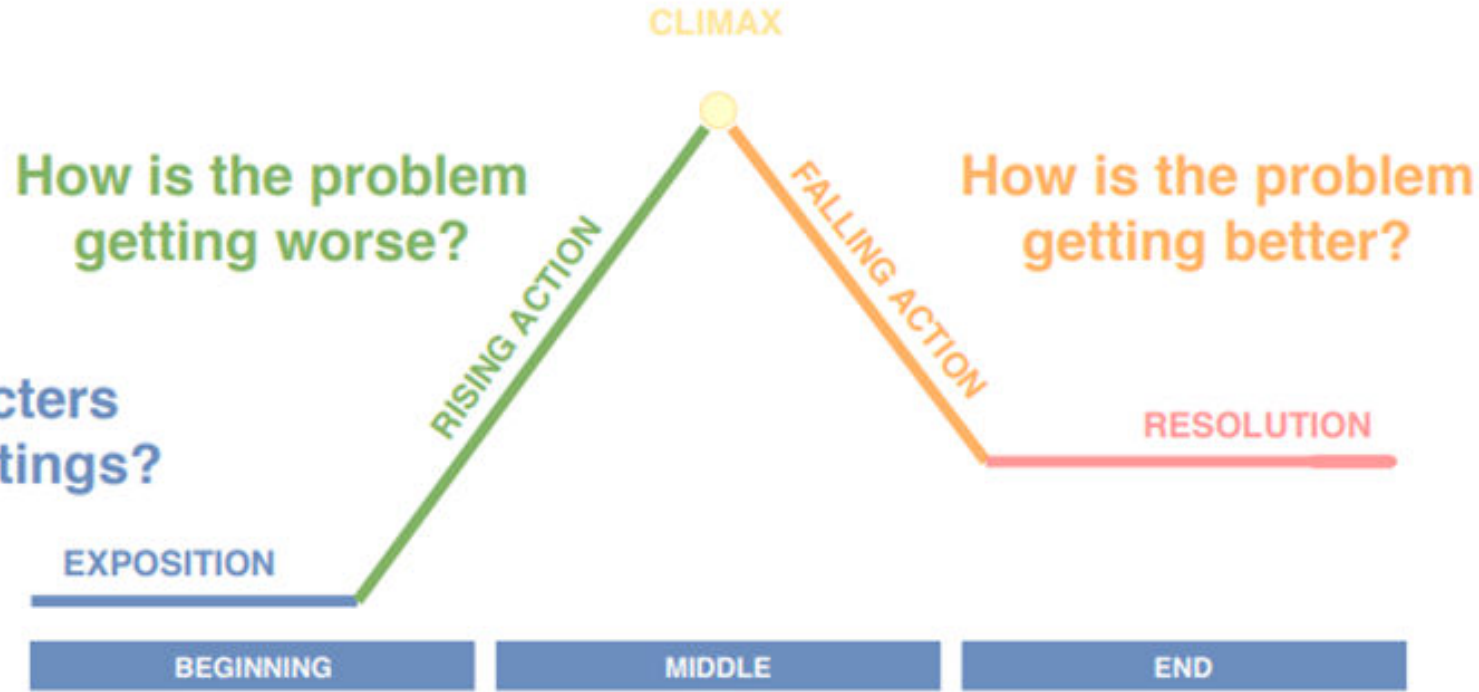 CLIMAX
How is the problem
getting worse?
RISING ACTION
FALLING ACTION
How is the problem
getting better?
cters
tings?
EXPOSITION
RESOLUTION
BEGINNING
MIDDLE
END